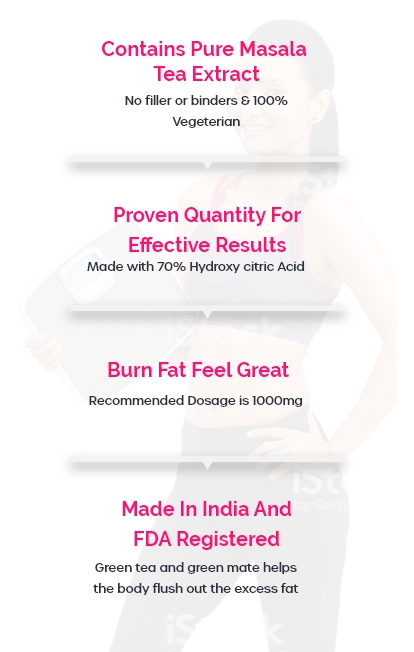 Contains Pure Masala
Tea Extract
No filler or binders & 100%
Vegeterian
Proven Quantity For
Effective Results
Made with 70% Hydroxy citric Acid
iStock
Burn Fat Feel Great
Recommended Dosage is 1000mg
by Getty
Made In India And
FDA Registered
Green tea and green mate helps
the body flush out the excess fat
iStock